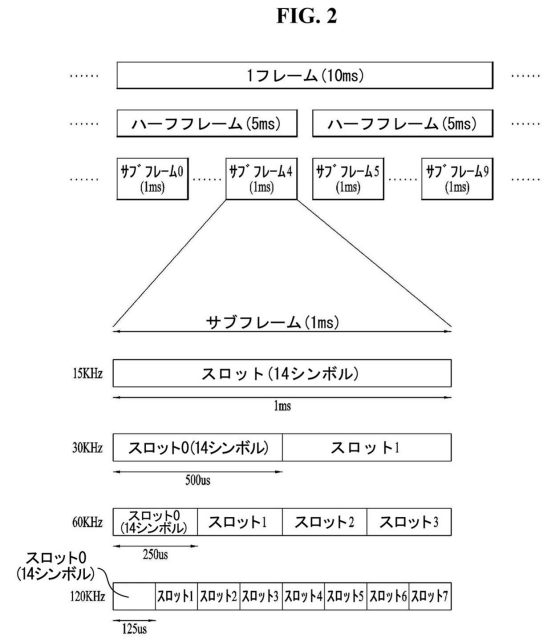 FIG. 2
...... 1フレーム(10ms) ......
...... ハーフフレーム(5ms) ハーフフレーム(5ms) ......
...... サブフレーム0 ...... サブフレーム4 サブフレーム5 ...... サブフレーム9 ......
(1ms) (1ms) (1ms) (1ms)
サブフレーム(1ms)
15KHz スロット(14シンボル)
1ms
30KHz スロット0(14シンボル) スロット1
500us
60KHz スロット0 スロット1 スロット2 スロット3
(14シンボル)
250us
スロット0
(14シンボル)
120KHz スロット1 スロット2 スロット3 スロット4 スロット5 スロット6 スロット7
125us